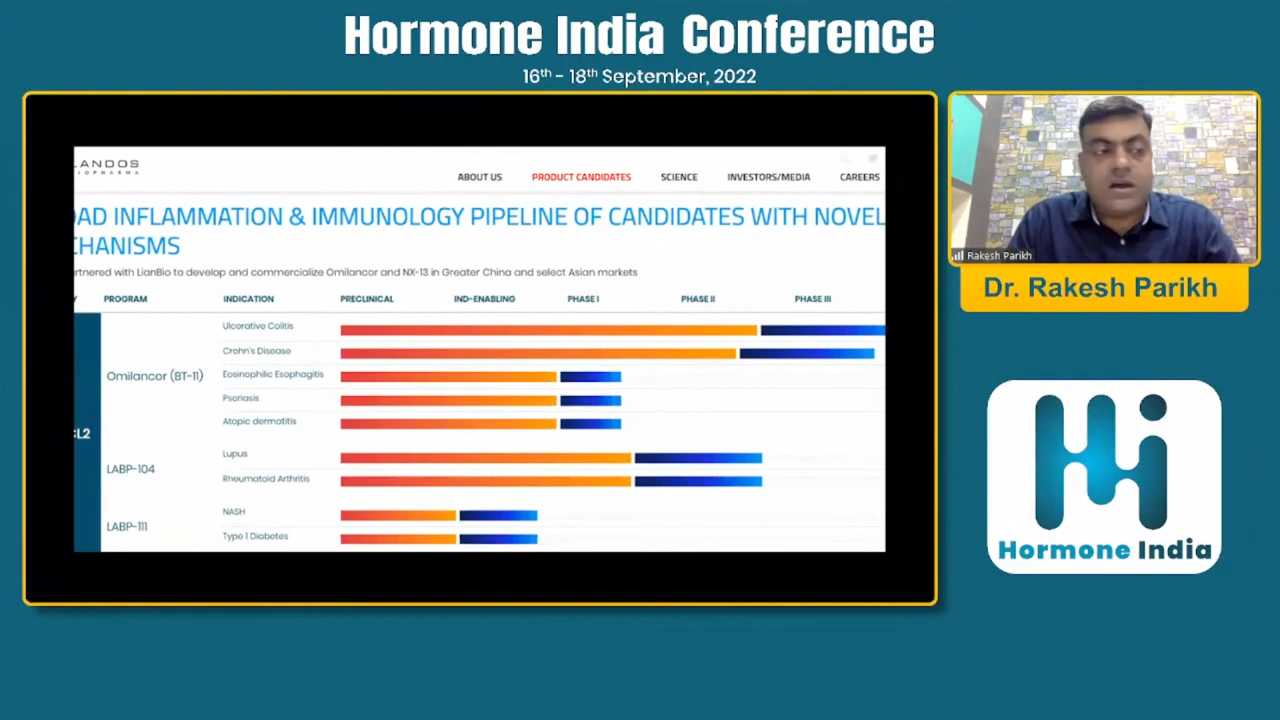 Hormone India Conference
16th - 18th September, 2022
LANDOS
BIOPHARMA
ABOUT US
PRODUCT CANDIDATES
SCIENCE
INVESTORS/MEDIA
CAREERS
OAD INFLAMMATION & IMMUNOLOGY PIPELINE OF CANDIDATES WITH NOVEL
CHANISMS
rtnered with LianBio to develop and commercialize Omilancor and NX-13 in Greater China and select Asian markets
Y PROGRAM INDICATION PRECLINICAL IND-ENABLING PHASE I PHASE II PHASE III
CL2
Omilancor (BT-11)
Ulcerative Colitis
Crohn's Disease
Eosinophilic Esophagitis
Psoriasis
Atopic dermatitis
LABP-104
Lupus
Rheumatoid Arthritis
LABP-111
NASH
Type 1 Diabetes
Rakesh Parikh
Dr. Rakesh Parikh
Hormone India